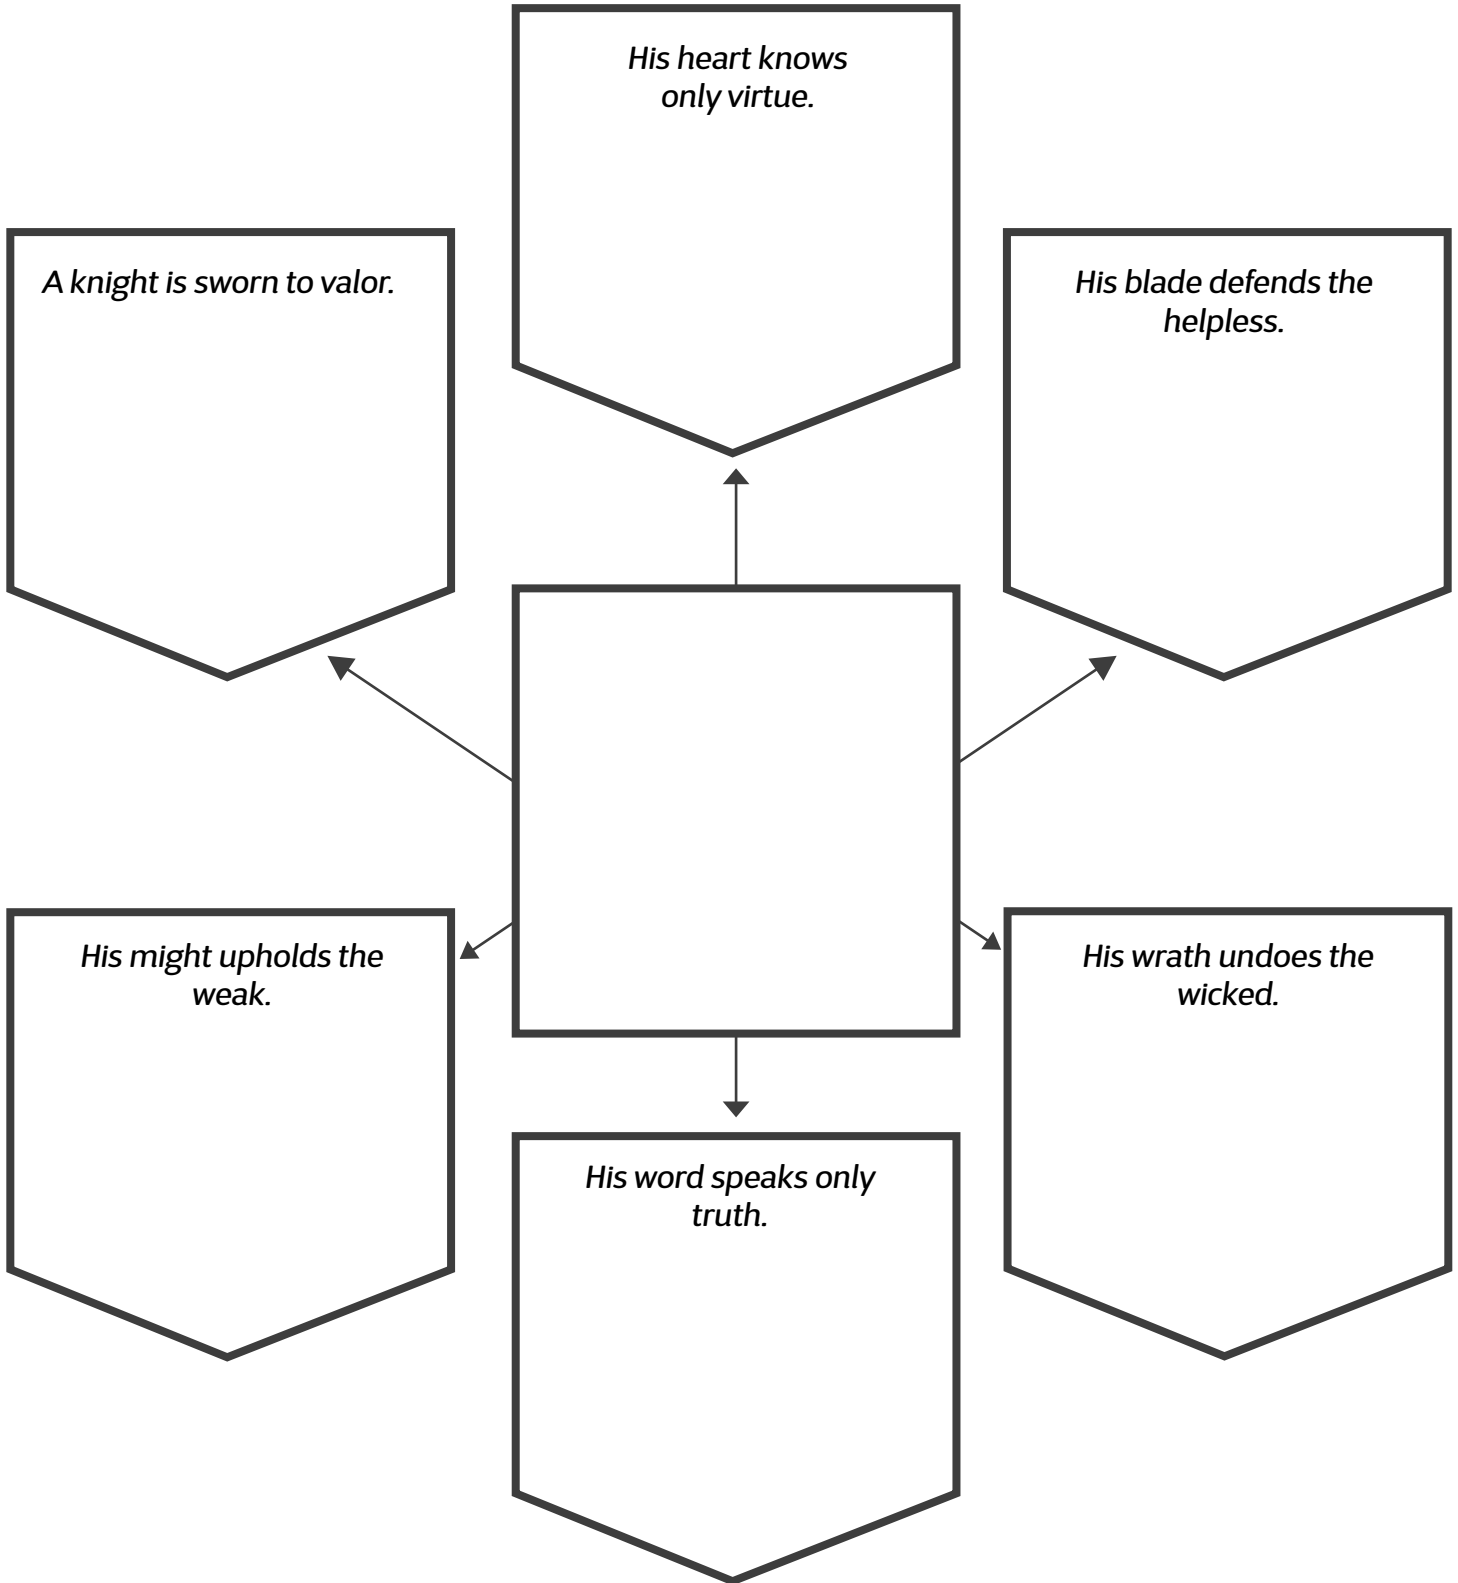 His heart knows
only virtue.
A knight is sworn to valor.
His blade defends the
helpless.
His might upholds the
weak.
His wrath undoes the
wicked.
His word speaks only
truth.